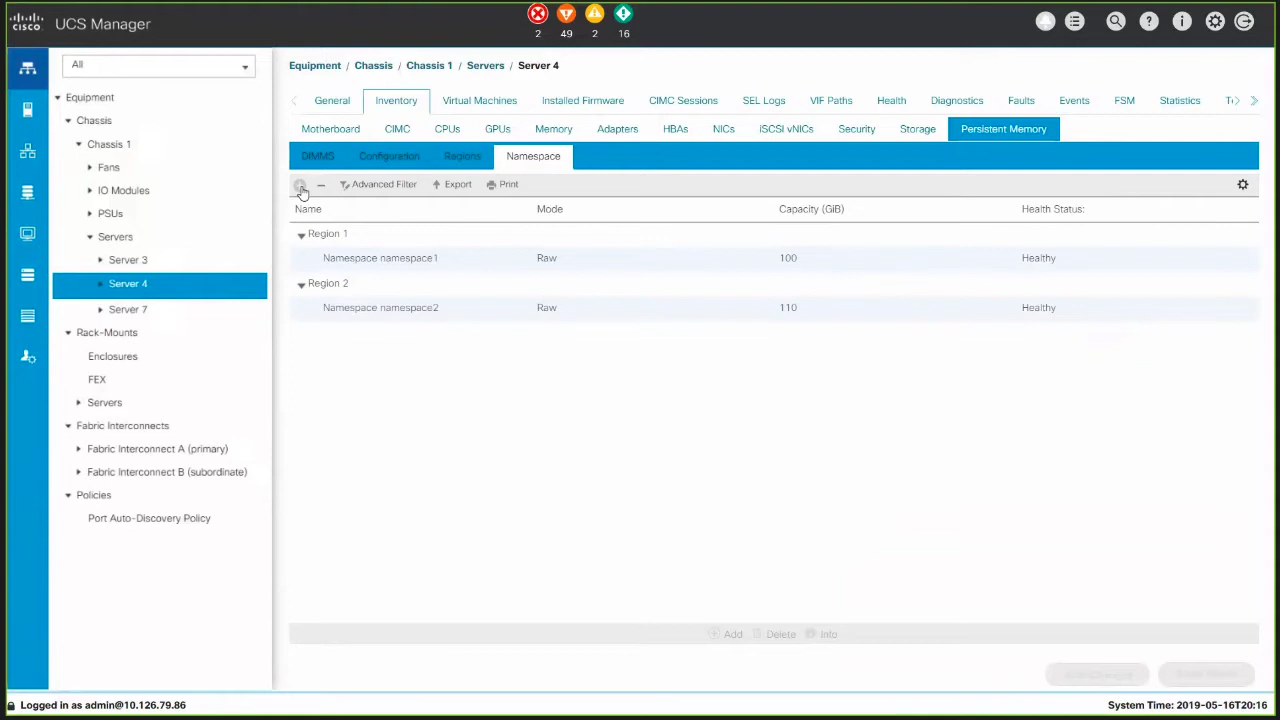 cisco UCS Manager
2 49 2 16
All
Equipment
Chassis
Chassis 1
Fans
IO Modules
PSUs
Servers
Server 3
Server 4
Server 7
Rack-Mounts
Enclosures
FEX
Servers
Fabric Interconnects
Fabric Interconnect A (primary)
Fabric Interconnect B (subordinate)
Policies
Port Auto-Discovery Policy
Equipment / Chassis / Chassis 1 / Servers / Server 4
General Inventory Virtual Machines Installed Firmware CIMC Sessions SEL Logs VIF Paths Health Diagnostics Faults Events FSM Statistics
Motherboard CIMC CPUs GPUs Memory Adapters HBAs NICs iSCSI vNICs Security Storage Persistent Memory
DIMMS Configuration Regions Namespace
Advanced Filter Export Print
Name Mode Capacity (GiB) Health Status:
Region 1
Namespace namespace1 Raw 100 Healthy
Region 2
Namespace namespace2 Raw 110 Healthy
Add Delete Info
Logged in as admin@10.126.79.86 System Time: 2019-05-16T20:16